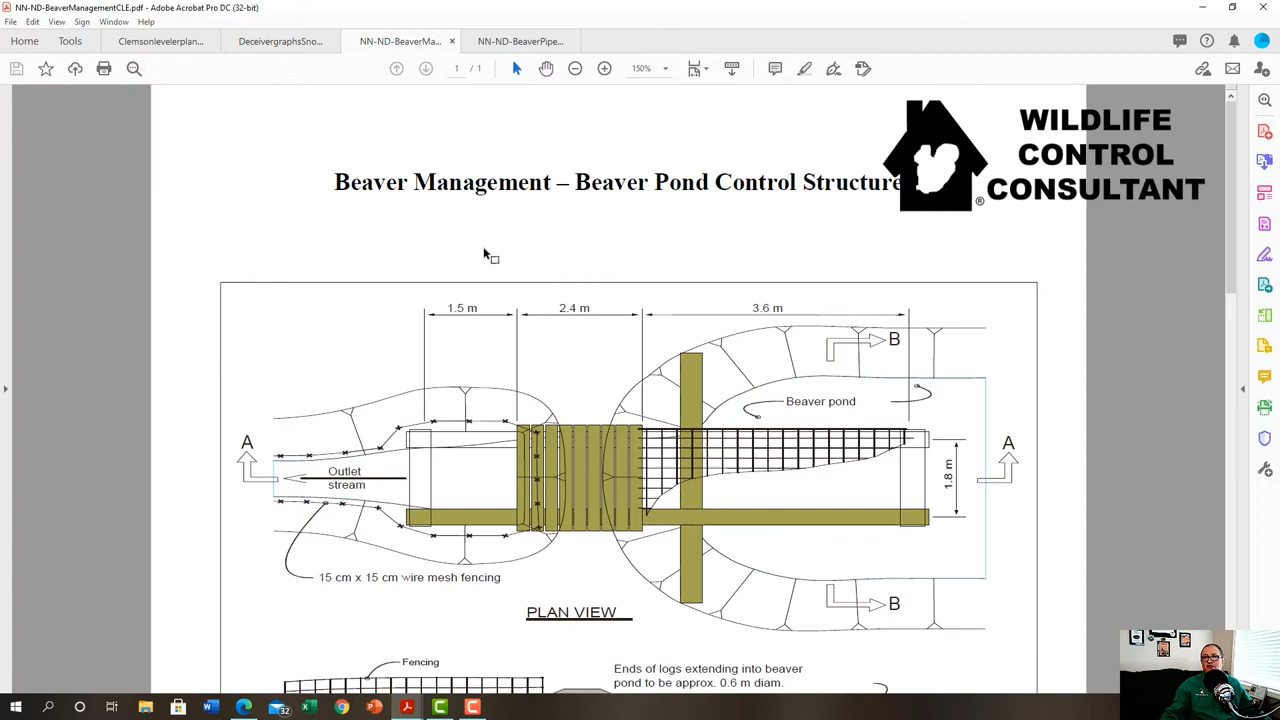 NN-ND-BeaverManagementCLE.pdf - Adobe Acrobat Pro DC (32-bit)
File Edit View Sign Window Help
Home Tools Clemsonlevelerplan... DeceivergraphsSno... NN-ND-BeaverMa... × NN-ND-BeaverPipe...
1 / 1 150%
WILDLIFE
CONTROL
CONSULTANT
®
Beaver Management – Beaver Pond Control Structure
1.5 m 2.4 m 3.6 m
B
Beaver pond
A A
Outlet
stream
1.8 m
15 cm x 15 cm wire mesh fencing
B
PLAN VIEW
Fencing
Ends of logs extending into beaver
pond to be approx. 0.6 m diam.
32